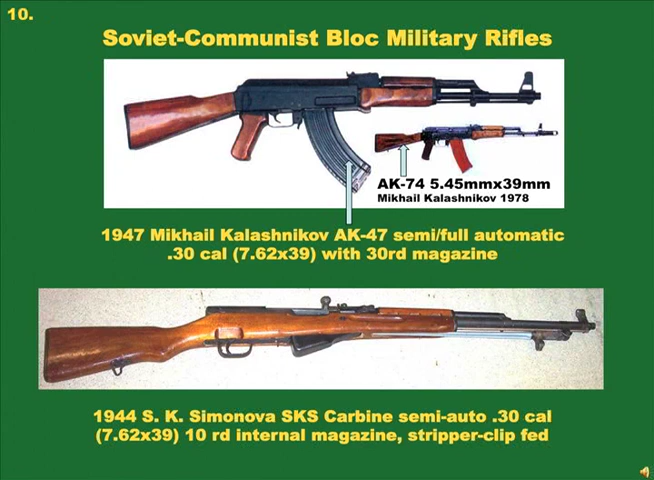 10.
Soviet-Communist Bloc Military Rifles
AK-74 5.45mmx39mm
Mikhail Kalashnikov 1978
1947 Mikhail Kalashnikov AK-47 semi/full automatic
.30 cal (7.62x39) with 30rd magazine
1944 S. K. Simonova SKS Carbine semi-auto .30 cal
(7.62x39) 10 rd internal magazine, stripper-clip fed